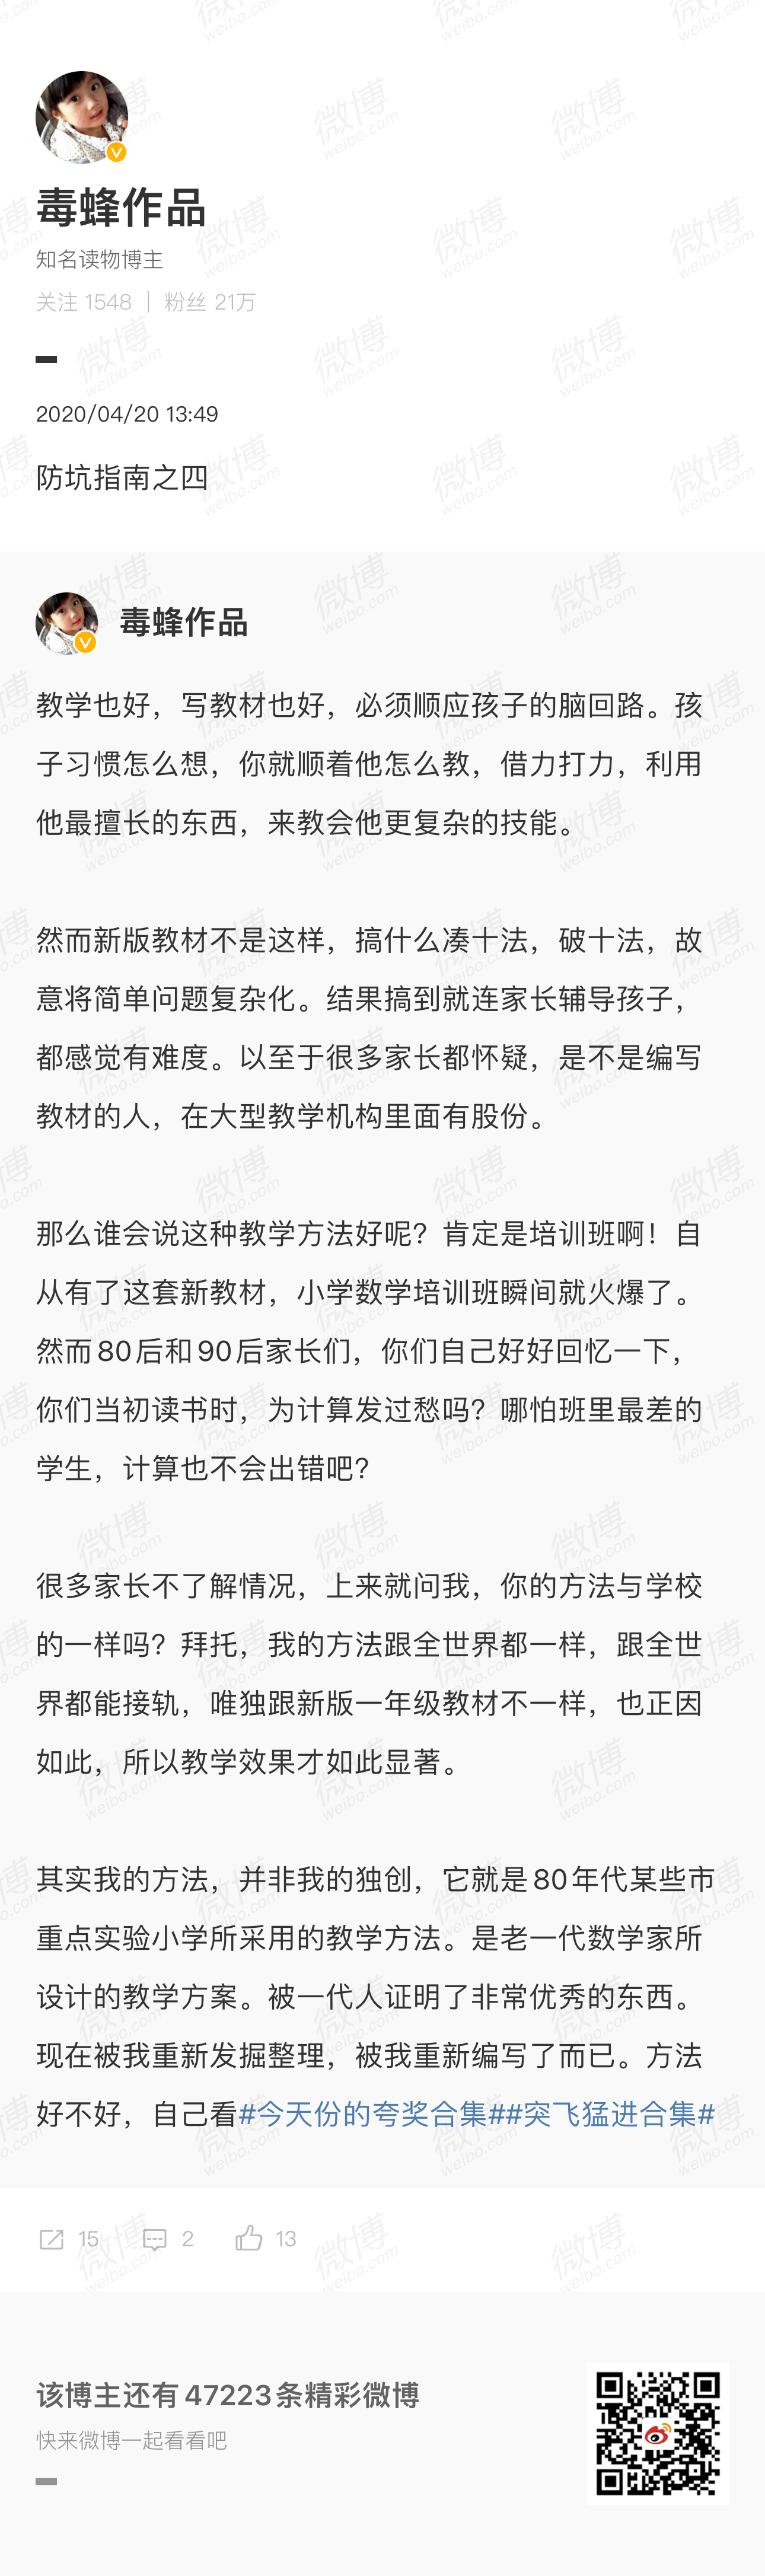 毒蜂作品
知名读物博主
关注 1548 | 粉丝 21万
2020/04/20 13:49
防坑指南之四
毒蜂作品
教学也好，写教材也好，必须顺应孩子的脑回路。孩
子习惯怎么想，你就顺着他怎么教，借力打力，利用
他最擅长的东西，来教会他更复杂的技能。
然而新版教材不是这样，搞什么凑十法，破十法，故
意将简单问题复杂化。结果搞到就连家长辅导孩子，
都感觉有难度。以至于很多家长都怀疑，是不是编写
教材的人，在大型教学机构里面有股份。
那么谁会说这种教学方法好呢？肯定是培训班啊！自
从有了这套新教材，小学数学培训班瞬间就火爆了。
然而80后和90后家长们，你们自己好好回忆一下，
你们当初读书时，为计算发过愁吗？哪怕班里最差的
学生，计算也不会出错吧？
很多家长不了解情况，上来就问我，你的方法与学校
的一样吗？拜托，我的方法跟全世界都一样，跟全世
界都能接轨，唯独跟新版一年级教材不一样，也正因
如此，所以教学效果才如此显著。
其实我的方法，并非我的独创，它就是80年代某些市
重点实验小学所采用的教学方法。是老一代数学家所
设计的教学方案。被一代人证明了非常优秀的东西。
现在被我重新发掘整理，被我重新编写了而已。方法
好不好，自己看#今天份的夸奖合集##突飞猛进合集#
15 2 13
该博主还有47223条精彩微博
快来微博一起看看吧
微博
weibo.com